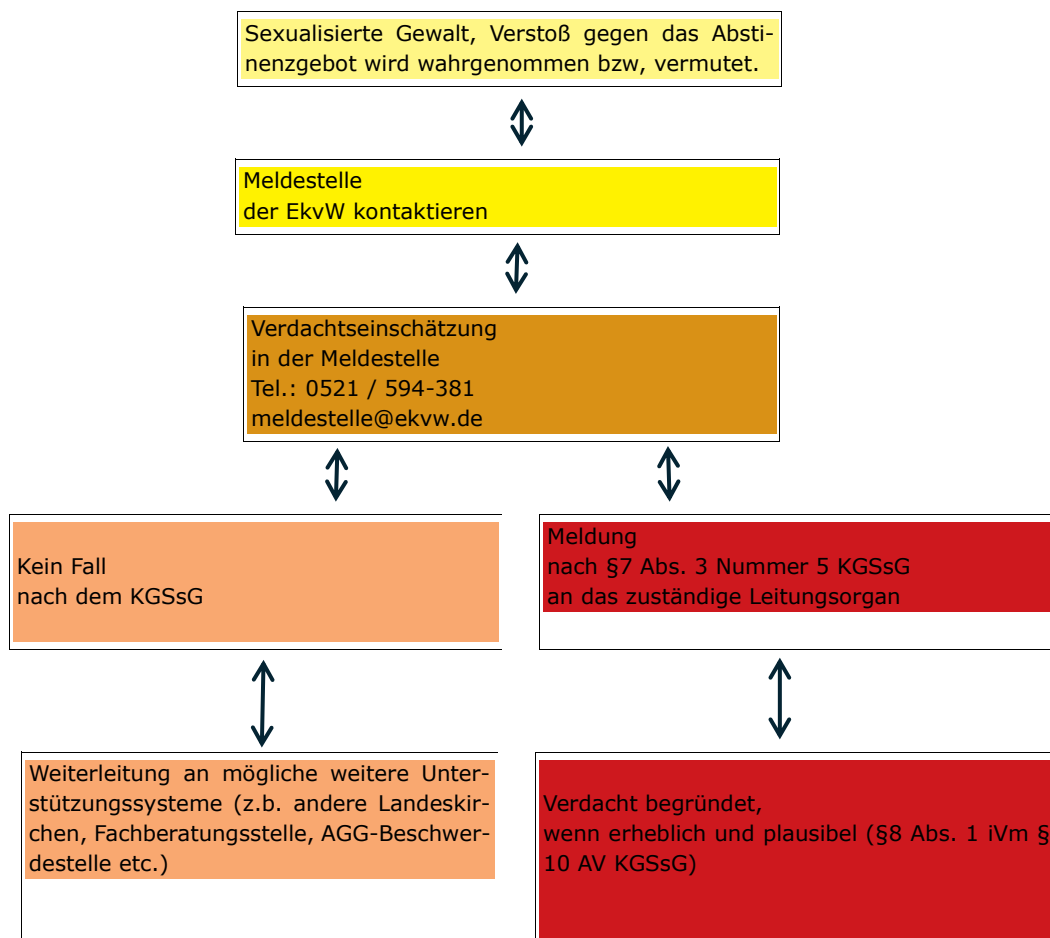 Sexualisierte Gewalt, Verstoß gegen das Absti-
nenzgebot wird wahrgenommen bzw, vermutet.
Meldestelle
der EkvW kontaktieren
Verdachtseinschätzung
in der Meldestelle
Tel.: 0521 / 594-381
meldestelle@ekvw.de
Kein Fall
nach dem KGSsG
Meldung
nach §7 Abs. 3 Nummer 5 KGSsG
an das zuständige Leitungsorgan
Weiterleitung an mögliche weitere Unter-
stützungssysteme (z.b. andere Landeskir-
chen, Fachberatungsstelle, AGG-Beschwer-
destelle etc.)
Verdacht begründet,
wenn erheblich und plausibel (§8 Abs. 1 iVm §
10 AV KGSsG)